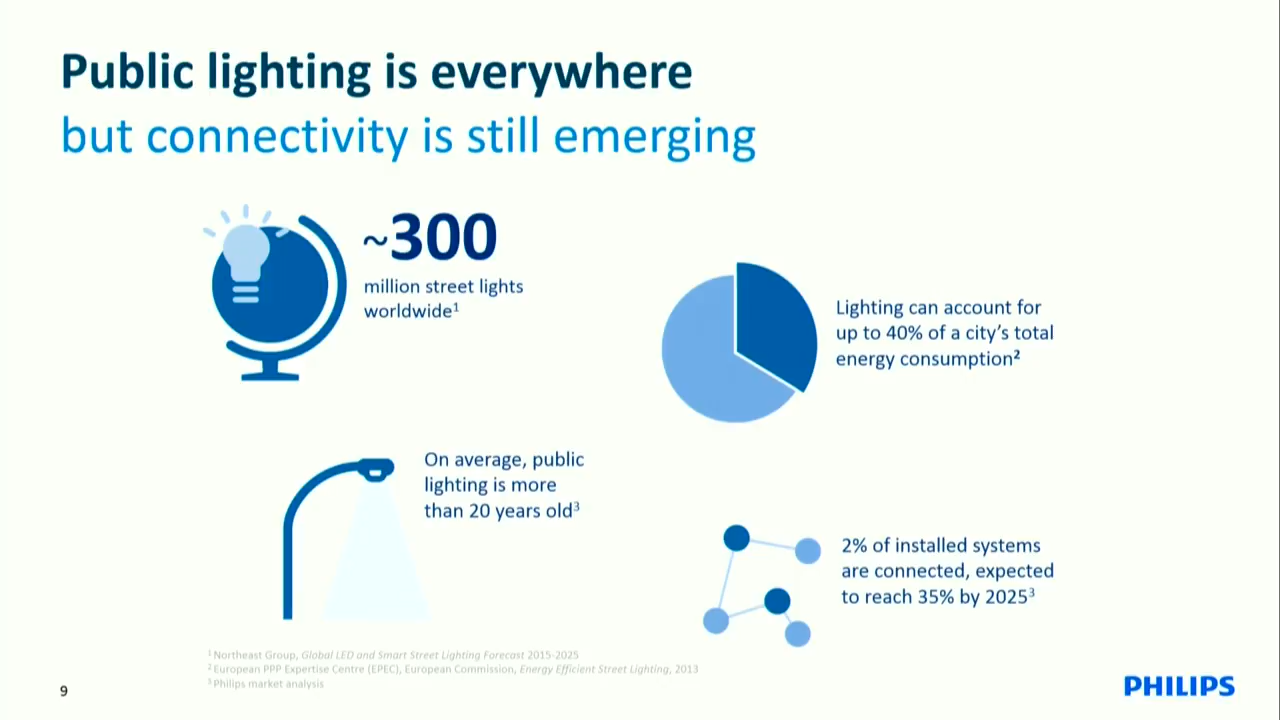 Public lighting is everywhere
but connectivity is still emerging
~300
million street lights
worldwide¹
Lighting can account for
up to 40% of a city's total
energy consumption²
On average, public
lighting is more
than 20 years old³
2% of installed systems
are connected, expected
to reach 35% by 2025³
¹ Northeast Group, Global LED and Smart Street Lighting Forecast 2015-2025
² European PPP Expertise Centre (EPEC), European Commission, Energy Efficient Street Lighting, 2013
³ Philips market analysis
9
PHILIPS